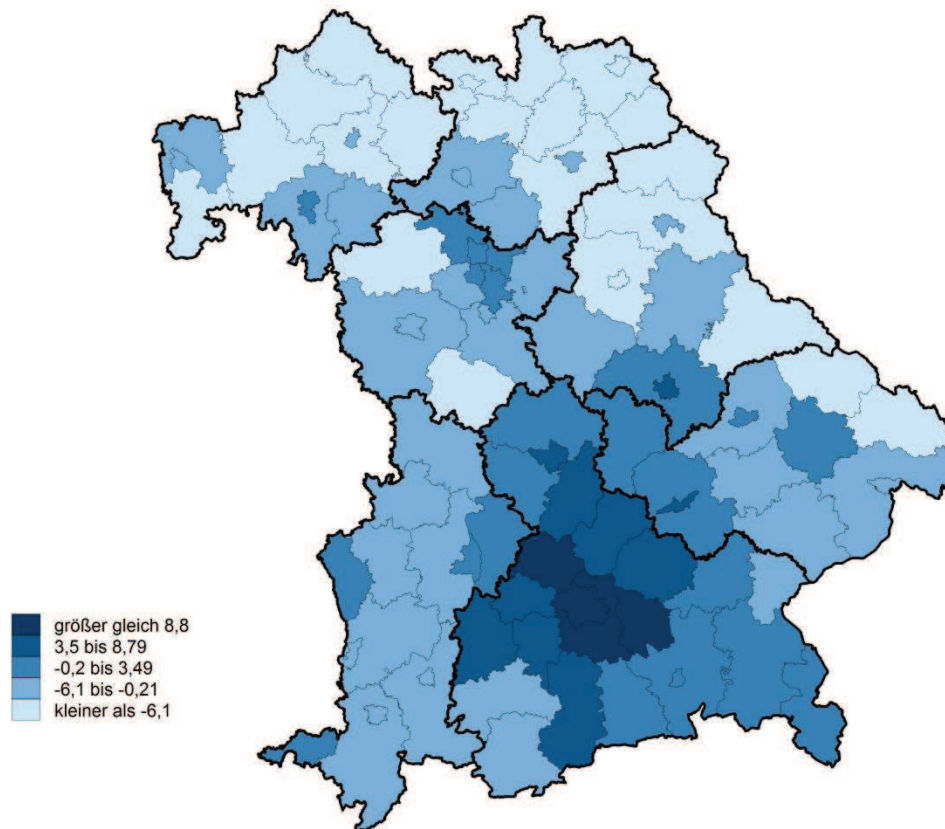 größer gleich 8,8
3,5 bis 8,79
-0,2 bis 3,49
-6,1 bis -0,21
kleiner als -6,1